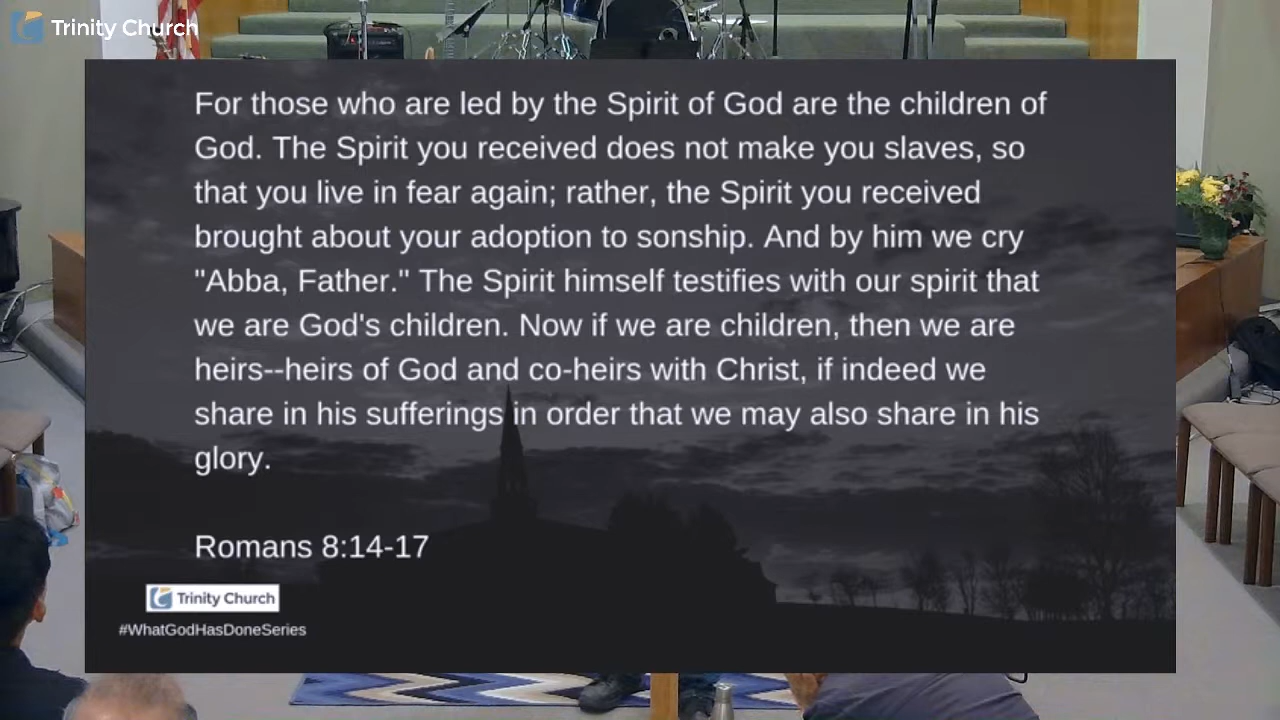 Trinity Church
For those who are led by the Spirit of God are the children of
God. The Spirit you received does not make you slaves, so
that you live in fear again; rather, the Spirit you received
brought about your adoption to sonship. And by him we cry
"Abba, Father." The Spirit himself testifies with our spirit that
we are God's children. Now if we are children, then we are
heirs--heirs of God and co-heirs with Christ, if indeed we
share in his sufferings in order that we may also share in his
glory.
Romans 8:14-17
Trinity Church
#WhatGodHasDoneSeries